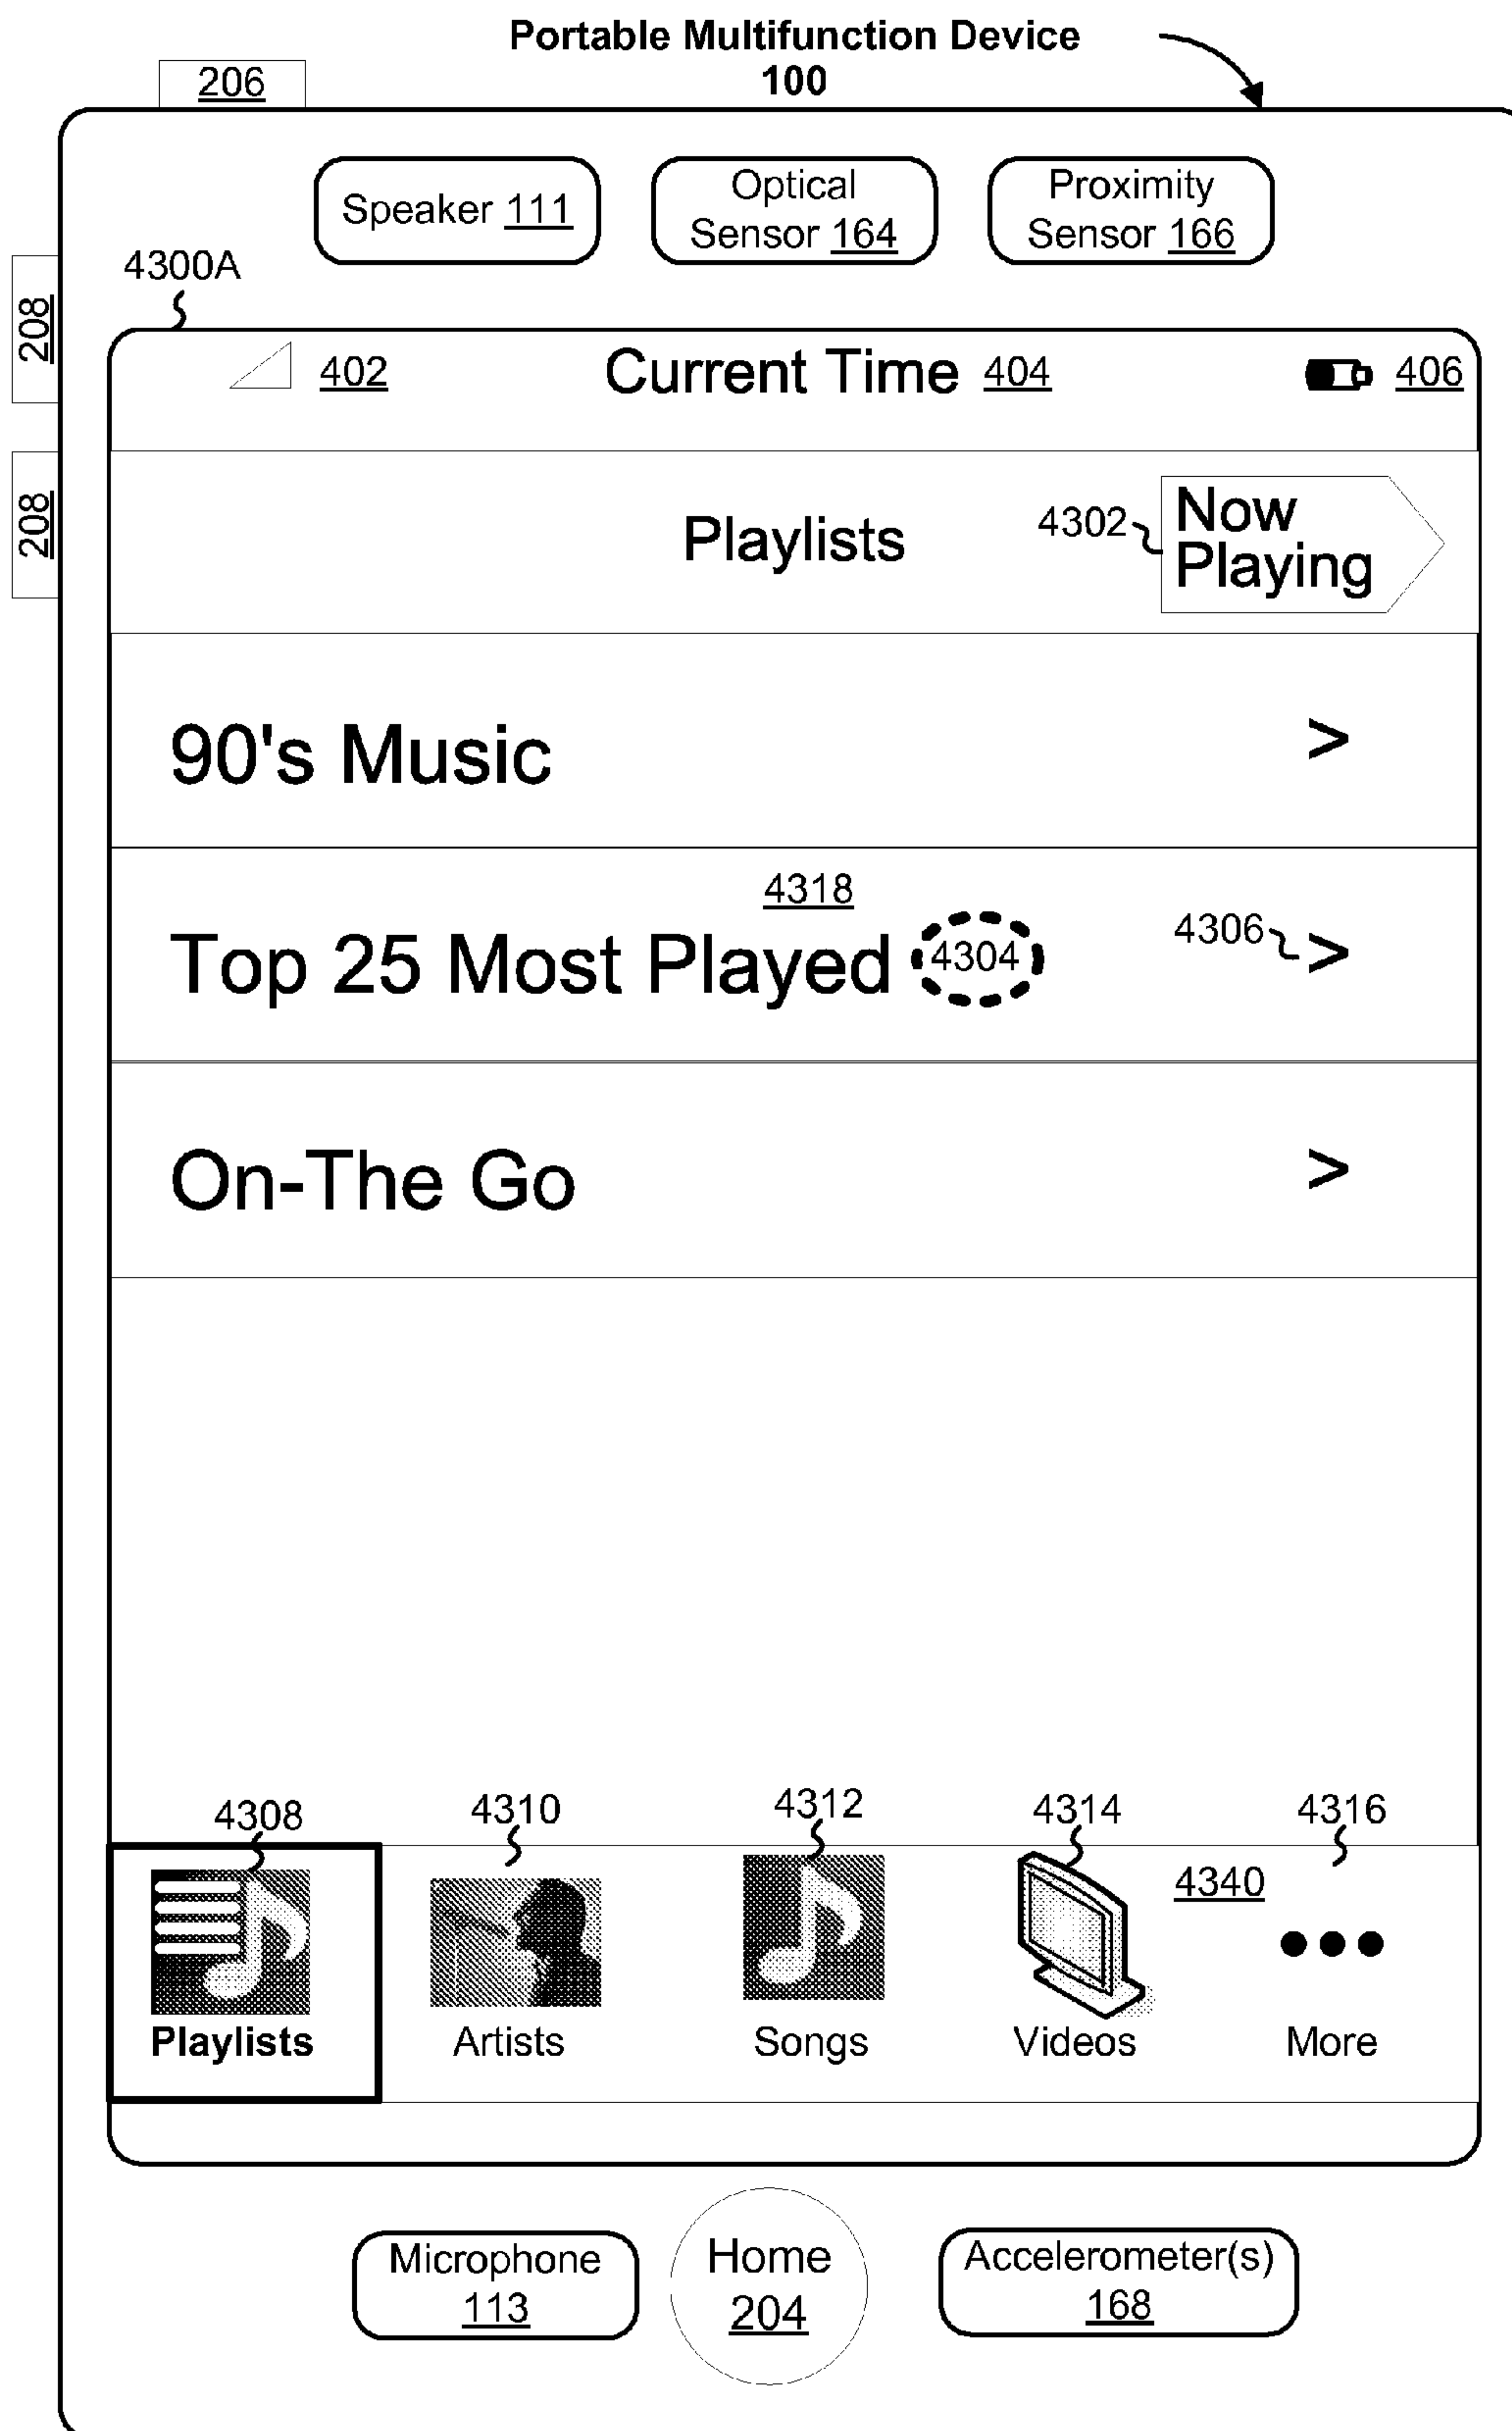 Portable Multifunction Device
100
206
Speaker 111
Optical
Sensor 164
Proximity
Sensor 166
4300A
208
402
Current Time 404
406
208
Playlists
4302
Now
Playing
90's Music
>
4318
Top 25 Most Played
4304
4306
>
On-The Go
>
4308
4310
4312
4314
4316
4340
Playlists
Artists
Songs
Videos
More
Microphone
113
Home
204
Accelerometer(s)
168